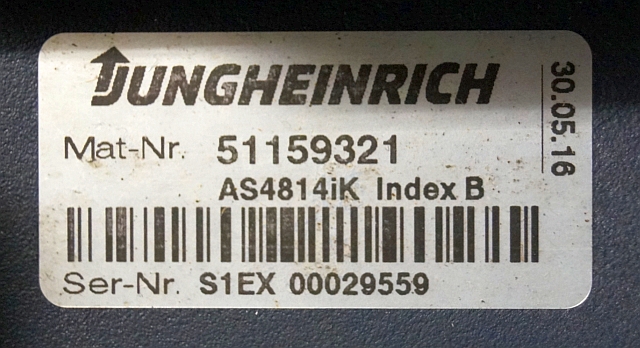 JUNGHEINRICH
Mat-Nr. 51159321
AS4814iK Index B
Ser-Nr. S1EX 00029559
30.05.16